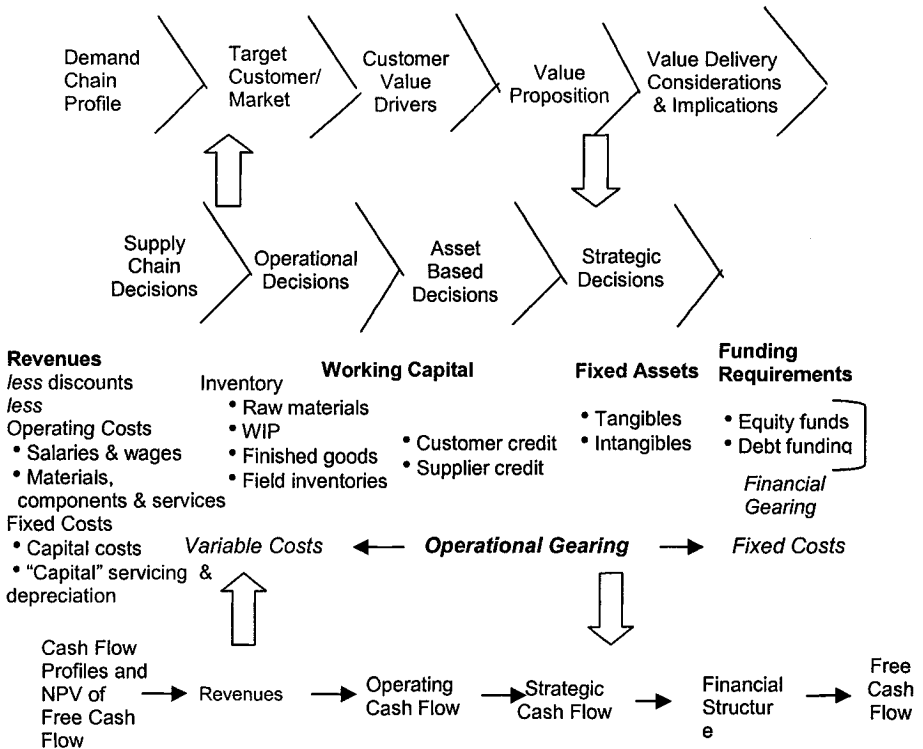 Demand
Chain
Profile
Target
Customer/
Market
Customer
Value
Drivers
Value
Proposition
Value Delivery
Considerations
& Implications
Supply
Chain
Decisions
Operational
Decisions
Asset
Based
Decisions
Strategic
Decisions
Revenues
less discounts
less
Operating Costs
• Salaries & wages
• Materials,
components & services
Fixed Costs
• Capital costs
• “Capital” servicing &
depreciation
Working Capital
Inventory
• Raw materials
• WIP
• Finished goods
• Field inventories
• Customer credit
• Supplier credit
Fixed Assets
• Tangibles
• Intangibles
Funding
Requirements
• Equity funds
• Debt funding
Financial
Gearing
Variable Costs
Operational Gearing
Fixed Costs
Cash Flow
Profiles and
NPV of
Free Cash
Flow
Revenues
Operating
Cash Flow
Strategic
Cash Flow
Financial
Structur
e
Free
Cash
Flow